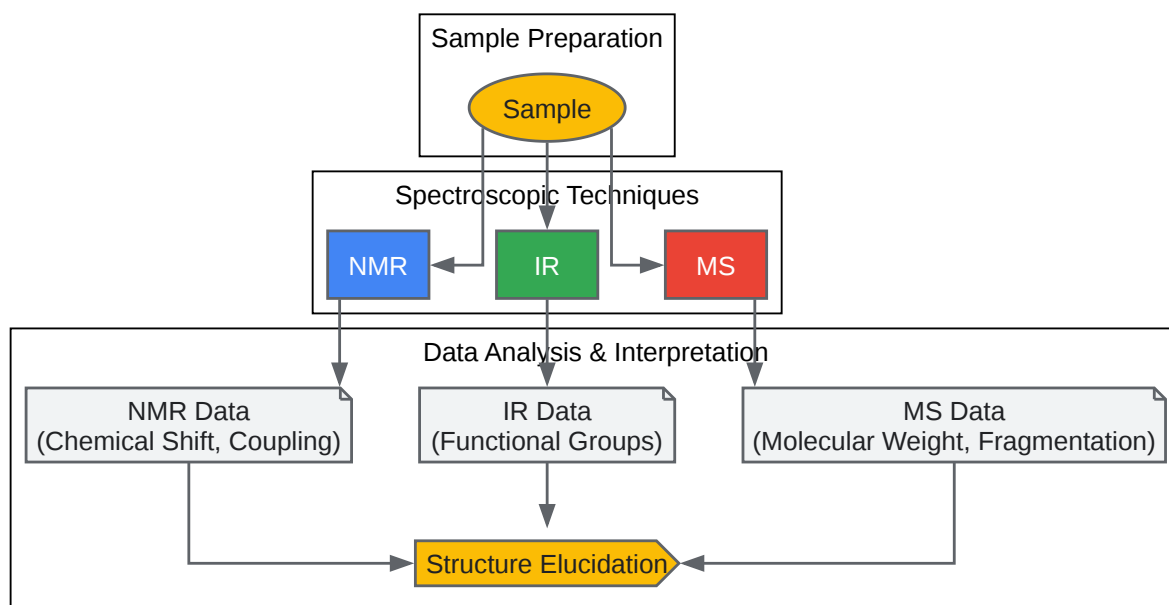 Sample Preparation
Sample
Spectroscopic Techniques
NMR
IR
MS
Data Analysis & Interpretation
NMR Data
(Chemical Shift, Coupling)
IR Data
(Functional Groups)
MS Data
(Molecular Weight, Fragmentation)
Structure Elucidation